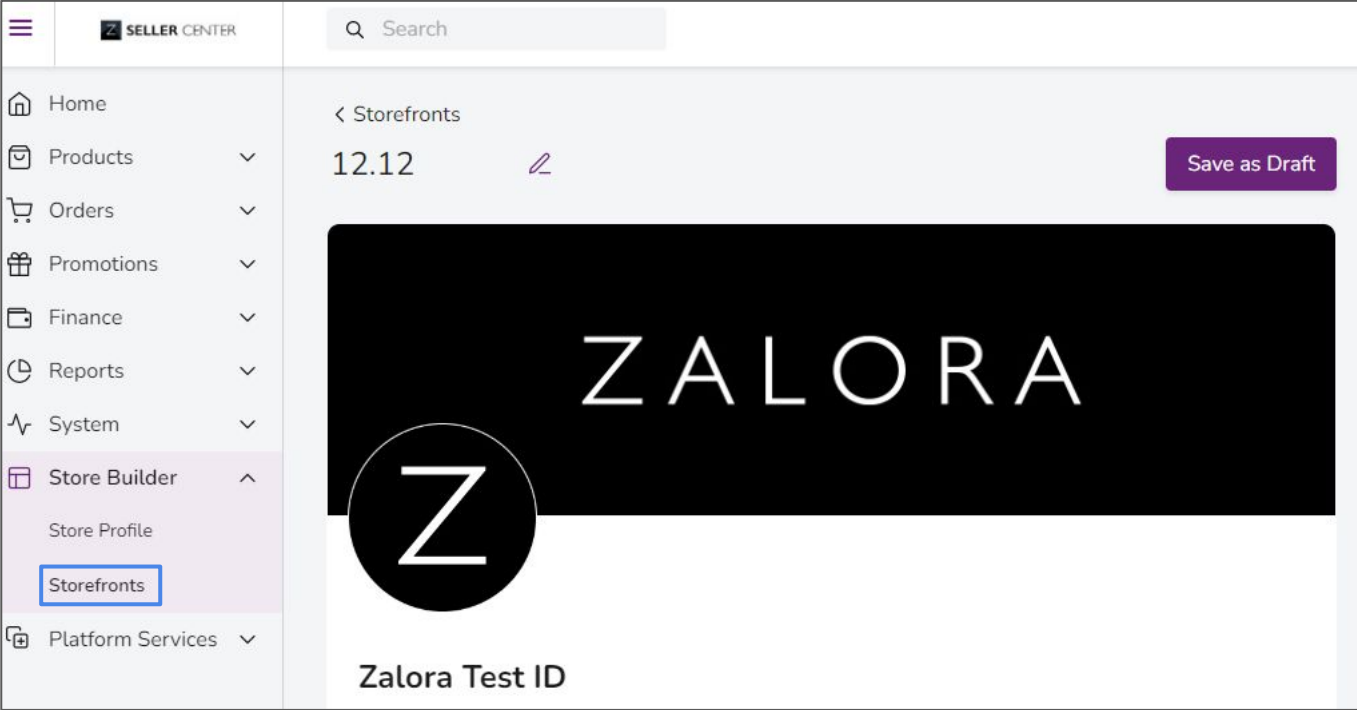 Z SELLER CENTER
Search
Home
Products
Orders
Promotions
Finance
Reports
System
Store Builder
Store Profile
Storefronts
Platform Services
Storefronts
12.12
Save as Draft
ZALORA
Z
Zalora Test ID